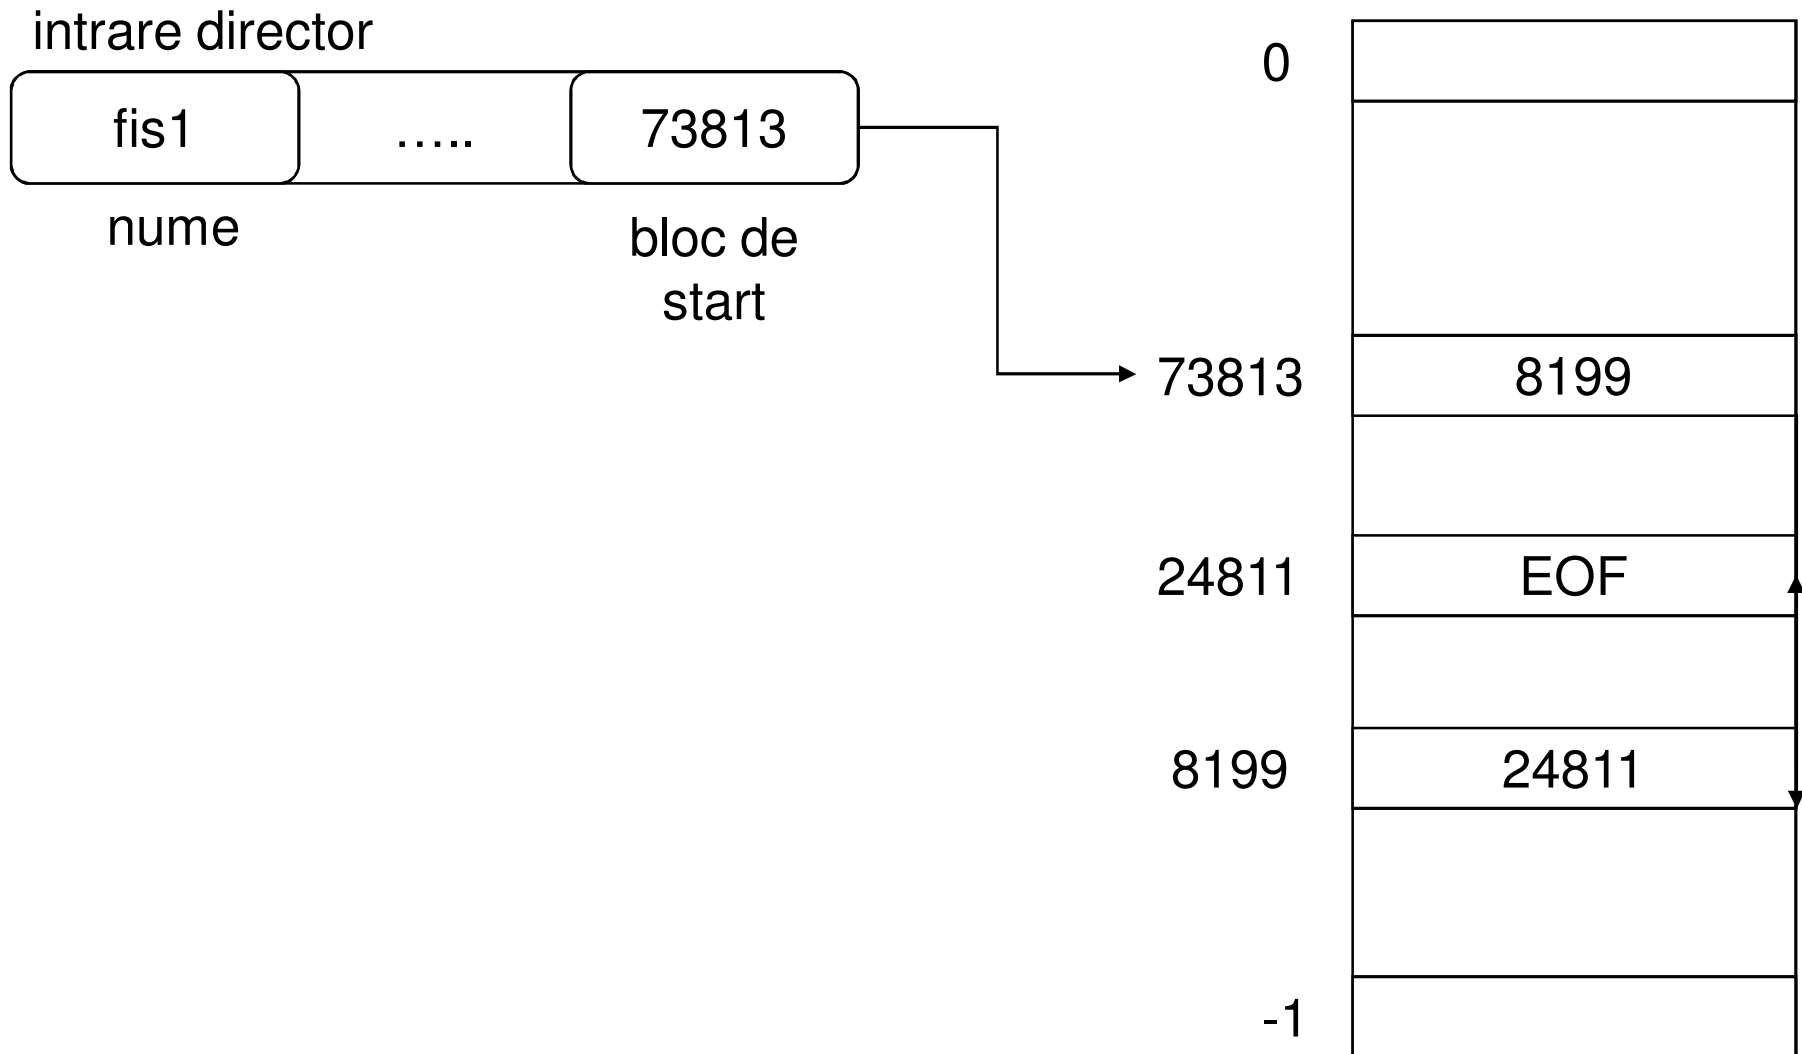 intrare director
fis1 ….. 73813
nume
bloc de
start
0
73813 8199
24811 EOF
8199 24811
-1